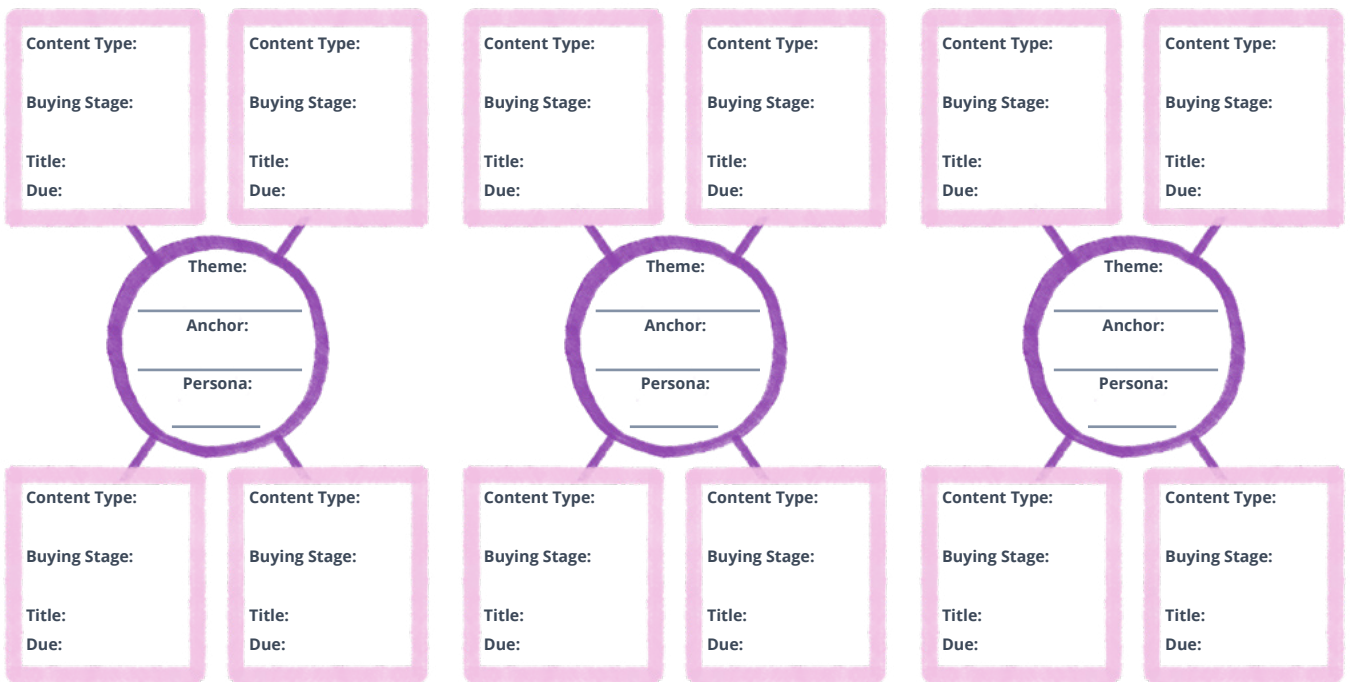 Content Type:
Buying Stage:
Title:
Due:
Content Type:
Buying Stage:
Title:
Due:
Theme:
Anchor:
Persona:
Content Type:
Buying Stage:
Title:
Due:
Content Type:
Buying Stage:
Title:
Due:
Content Type:
Buying Stage:
Title:
Due:
Content Type:
Buying Stage:
Title:
Due:
Theme:
Anchor:
Persona:
Content Type:
Buying Stage:
Title:
Due:
Content Type:
Buying Stage:
Title:
Due:
Content Type:
Buying Stage:
Title:
Due:
Content Type:
Buying Stage:
Title:
Due:
Theme:
Anchor:
Persona:
Content Type:
Buying Stage:
Title:
Due:
Content Type:
Buying Stage:
Title:
Due: